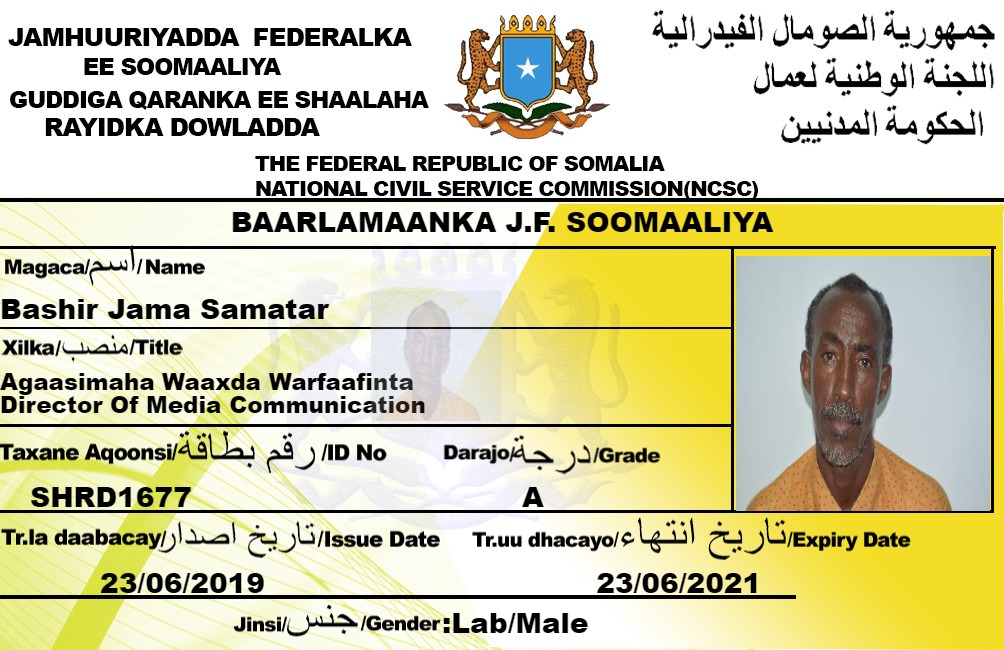 JAMHUURIYADDA FEDERALKA
EE SOOMAALIYA
GUDDIGA QARANKA EE SHAALAHA
RAYIDKA DOWLADDA
جمهورية الصومال الفيدرالية
اللجنة الوطنية لعمال
الحكومة المدنيين
THE FEDERAL REPUBLIC OF SOMALIA
NATIONAL CIVIL SERVICE COMMISSION(NCSC)
BAARLAMAANKA J.F. SOOMAALIYA
Magaca/اسم/Name
Bashir Jama Samatar
Xilka/منصب/Title
Agaasimaha Waaxda Warfaafinta
Director Of Media Communication
Taxane Aqoonsi/رقم بطاقة/ID No
Darajo/درجة/Grade
SHRD1677
A
Tr.la daabacay/تاريخ اصدار/Issue Date
Tr.uu dhacayo/تاريخ انتهاء/Expiry Date
23/06/2019
23/06/2021
Jinsi/جنس/Gender:Lab/Male